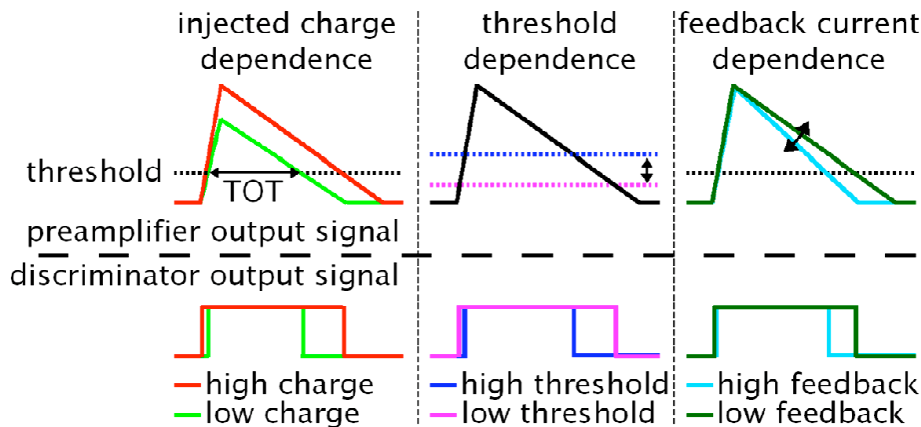 injected charge
dependence
threshold
dependence
feedback current
dependence
threshold
TOT
preamplifier output signal
discriminator output signal
high charge
low charge
high threshold
low threshold
high feedback
low feedback